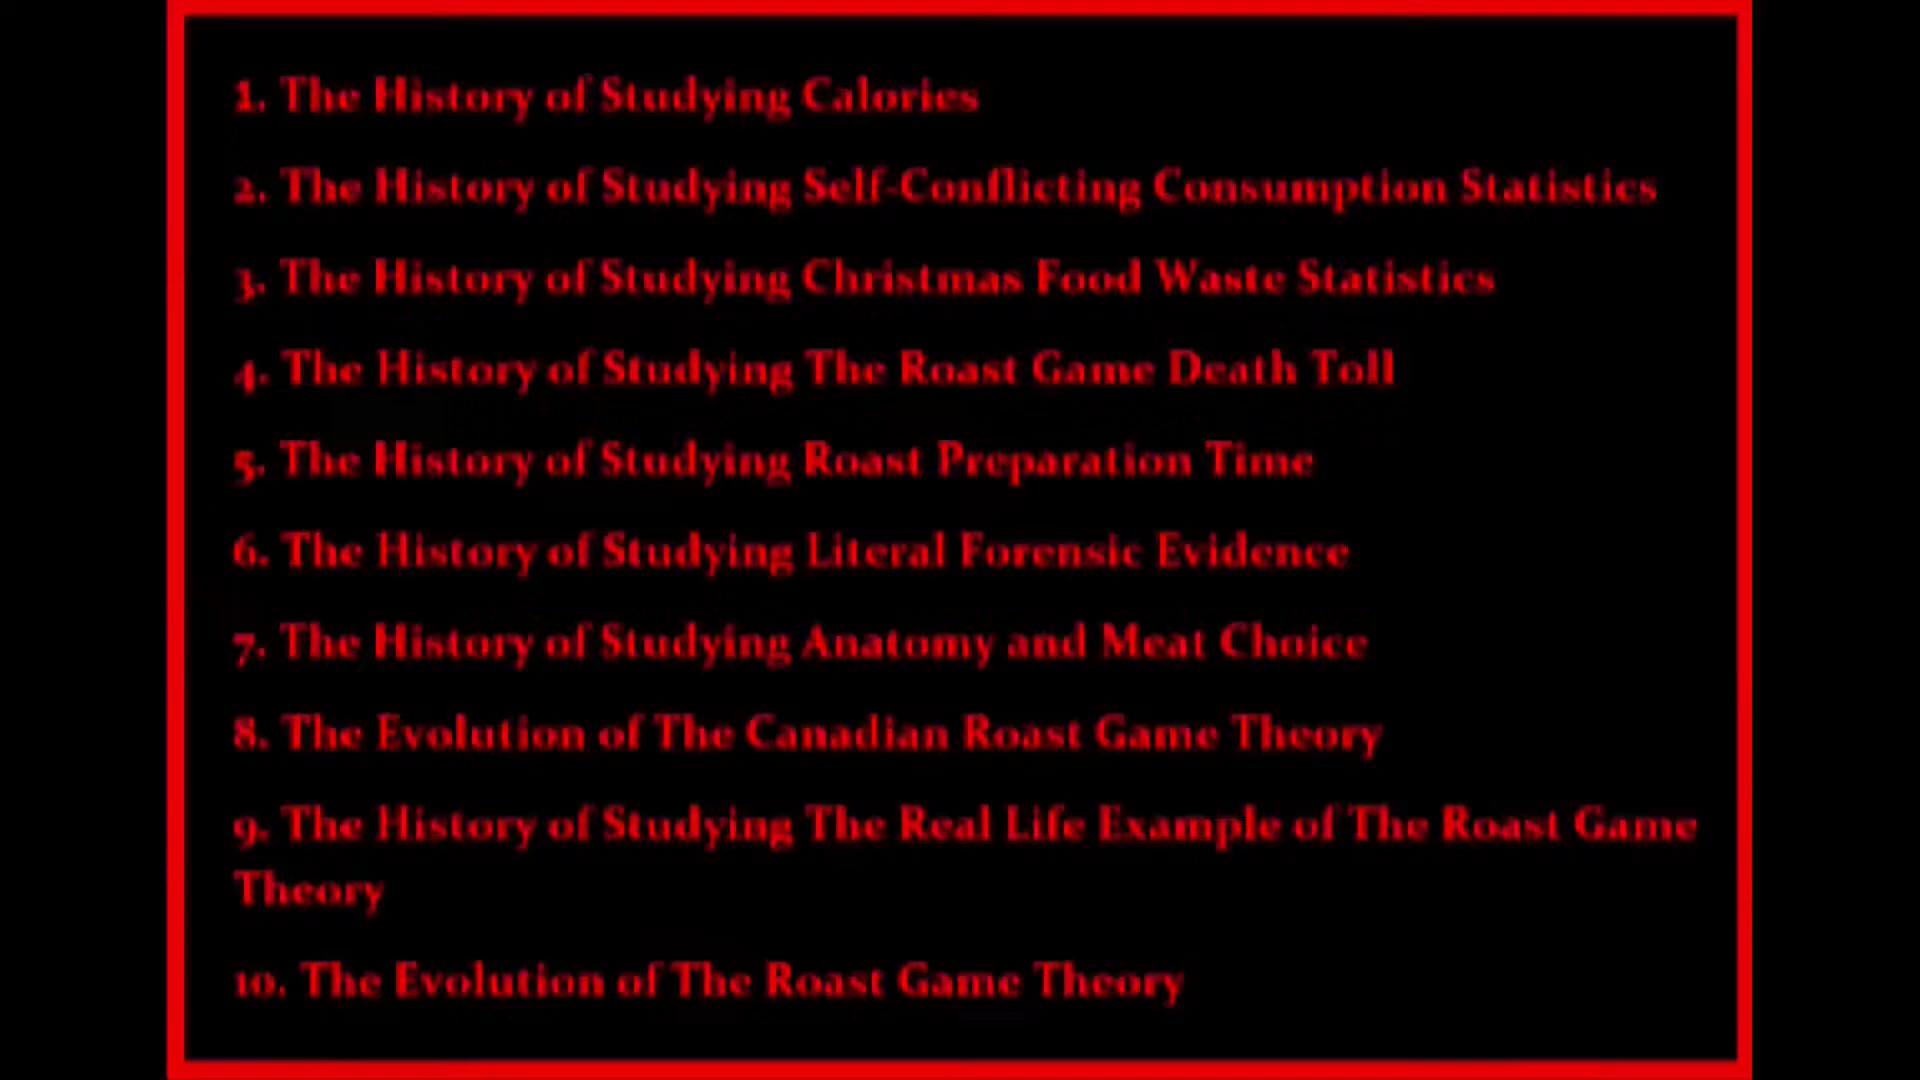 1. The History of Studying Calories
2. The History of Studying Self-Conflicting Consumption Statistics
3. The History of Studying Christmas Food Waste Statistics
4. The History of Studying The Roast Game Death Toll
5. The History of Studying Roast Preparation Time
6. The History of Studying Literal Forensic Evidence
7. The History of Studying Anatomy and Meat Choice
8. The Evolution of The Canadian Roast Game Theory
9. The History of Studying The Real Life Example of The Roast Game
Theory
10. The Evolution of The Roast Game Theory